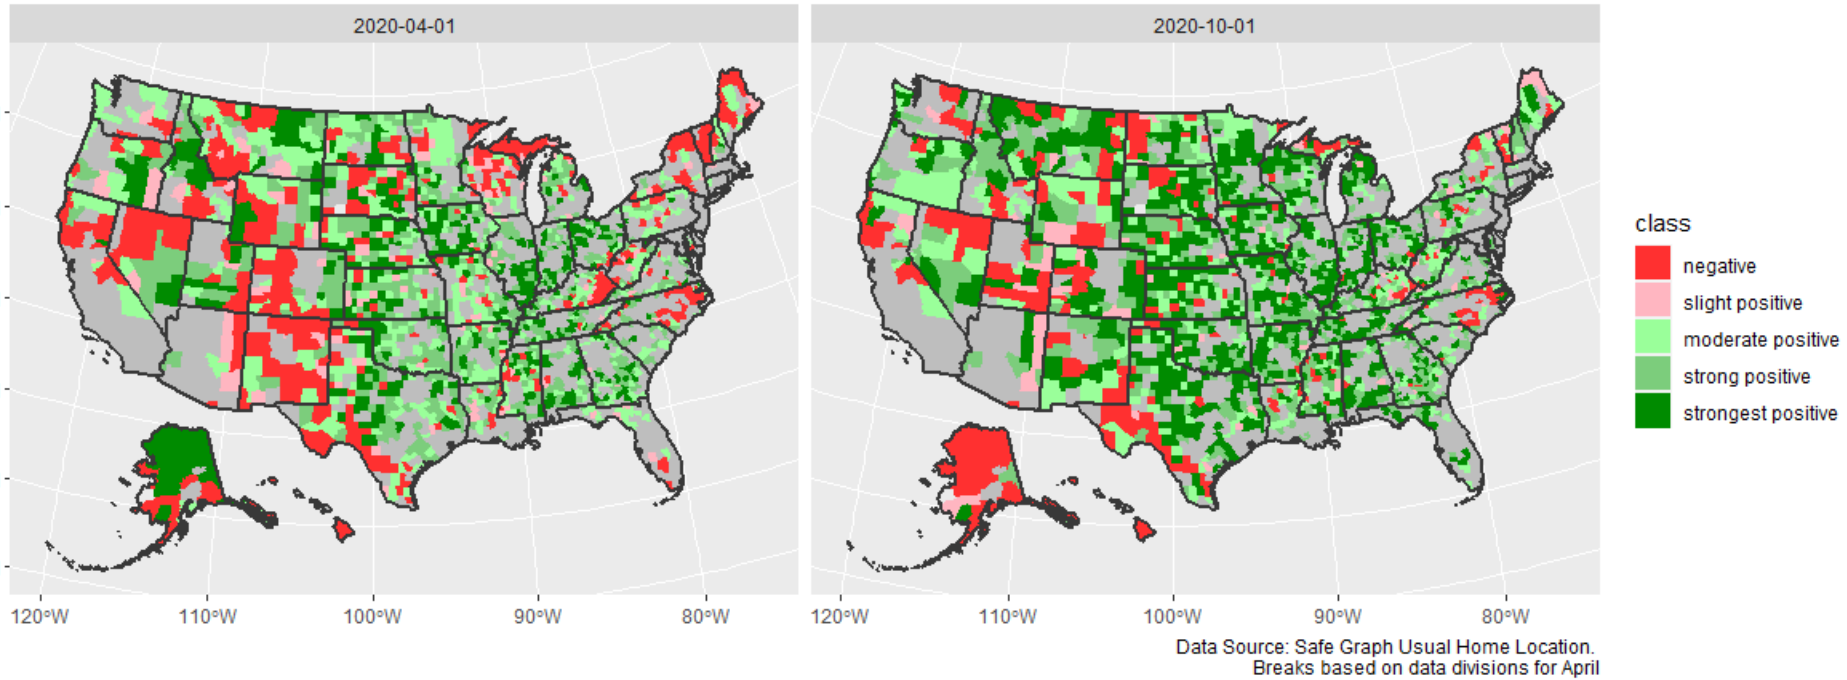 2020-04-01
2020-10-01
class
negative
slight positive
moderate positive
strong positive
strongest positive
120°W 110°W 100°W 90°W 80°W
120°W 110°W 100°W 90°W 80°W
Data Source: Safe Graph Usual Home Location.
Breaks based on data divisions for April